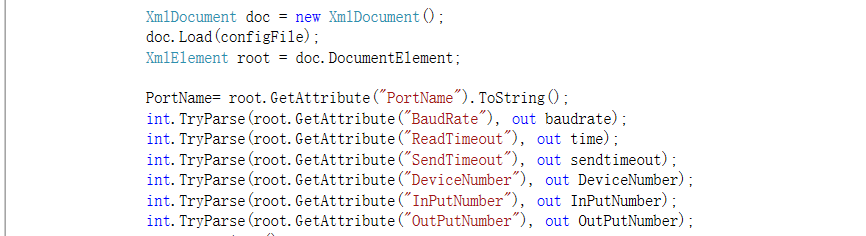 XmlDocument doc = new XmlDocument();
doc.Load(configFile);
XmlElement root = doc.DocumentElement;
PortName= root.GetAttribute("PortName").ToString();
int.TryParse(root.GetAttribute("BaudRate"), out baudrate);
int.TryParse(root.GetAttribute("ReadTimeout"), out time);
int.TryParse(root.GetAttribute("SendTimeout"), out sendtimeout);
int.TryParse(root.GetAttribute("DeviceNumber"), out DeviceNumber);
int.TryParse(root.GetAttribute("InPutNumber"), out InPutNumber);
int.TryParse(root.GetAttribute("OutPutNumber"), out OutPutNumber);